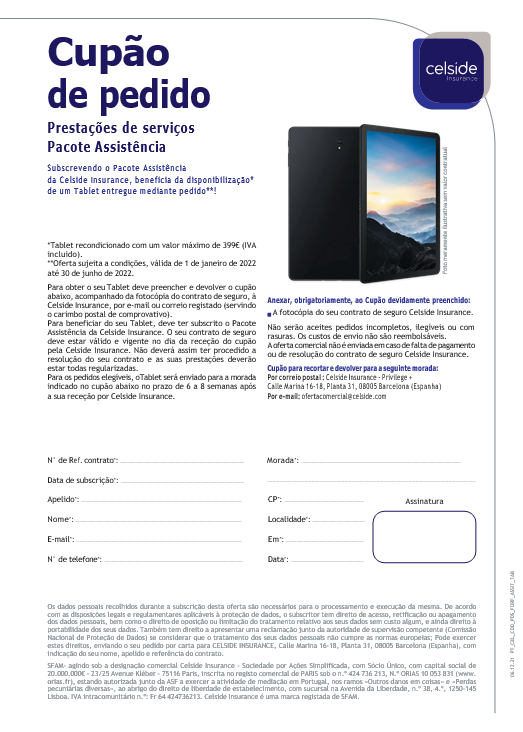 Cupão
de pedido
celside
insurance
Prestações de serviços
Pacote Assistência
Subscrevendo o Pacote Assistência
da Celside Insurance, beneficia da disponibilização*
de um Tablet entregue mediante pedido**!
Foto meramente ilustrativa sem valor contratual
*Tablet recondicionado com um valor máximo de 399€ (IVA
incluído).
**Oferta sujeita a condições, válida de 1 de janeiro de 2022
até 30 de junho de 2022.
Para obter o seu Tablet deve preencher e devolver o cupão
abaixo, acompanhado da fotocópia do contrato de seguro, à
Celside Insurance, por e-mail ou correio registado (servindo
o carimbo postal de comprovativo).
Para beneficiar do seu Tablet, deve ter subscrito o Pacote
Assistência da Celside Insurance. O seu contrato de seguro
deve estar válido e vigente no dia da receção do cupão
pela Celside Insurance. Não deverá assim ter procedido a
resolução do seu contrato e as suas prestações deverão
estar todas regularizadas.
Para os pedidos elegíveis, oTablet será enviado para a morada
indicado no cupão abaixo no prazo de 6 a 8 semanas após
a sua receção por Celside Insurance.
Anexar, obrigatoriamente, ao Cupão devidamente preenchido:
A fotocópia do seu contrato de seguro Celside Insurance.
Não serão aceites pedidos incompletos, ilegíveis ou com
rasuras. Os custos de envio não são reembolsáveis.
A oferta comercial não é enviada em caso de falta de pagamento
ou de resolução do contrato de seguro Celside Insurance.
Cupão para recortar e devolver para a seguinte morada:
Por correio postal : Celside Insurance - Privilege +
Calle Marina 16-18, Planta 31, 08005 Barcelona (Espanha)
Por e-mail: ofertacomercial@celside.com
N° de Ref. contrato*:
Data de subscrição*:
Apelido*:
Nome*:
E-mail*:
N° de telefone*:
Morada*:
CP*:
Localidade*:
Em*:
Data*:
Assinatura
Os dados pessoais recolhidos durante a subscrição desta oferta são necessários para o processamento e execução da mesma. De acordo
com as disposições legais e regulamentares aplicáveis à proteção de dados, o subscritor tem direito de acesso, retificação ou apagamento
dos dados pessoais, bem como o direito de oposição ou limitação do tratamento relativo aos seus dados sem custo algum, e ainda direito à
portabilidade dos seus dados. Também tem direito a apresentar uma reclamação junto da autoridade de supervisão competente (Comissão
Nacional de Proteção de Dados) se considerar que o tratamento dos seus dados pessoais não cumpre as normas europeias; Pode exercer
estes direitos, enviando o seu pedido por carta para CELSIDE INSURANCE, Calle Marina 16-18, Planta 31, 08005 Barcelona (Espanha), com
indicação do seu nome, apelido e referência do contrato.
SFAM- agindo sob a designação comercial Celside Insurance - Sociedade por Ações Simplificada, com Sócio Único, com capital social de
20.000.000€ - 23/25 Avenue Kléber - 75116 Paris, inscrita no registo comercial de PARIS sob o n.º 424 736 213, N.º ORIAS 10 053 831 (www.
orias.fr), estando autorizada junto da ASF a exercer a atividade de mediação em Portugal, nos ramos «Outros danos em coisas» e «Perdas
pecuniárias diversas», ao abrigo do direito de liberdade de estabelecimento, com sucursal na Avenida da Liberdade, n.º 38, 4.º, 1250-145
Lisboa. IVA Intracomunitário n.º: Fr 64 424736213. Celside Insurance é uma marca registada de SFAM.